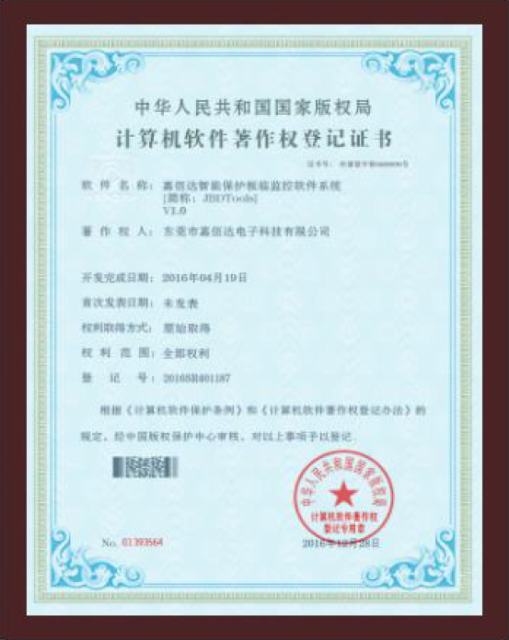 中华人民共和国国家版权局
计算机软件著作权登记证书
证书号：
软件名称：嘉佰达智能保护板临监控软件系统
[简称：JBDTools]
V1.0
著作权人：东莞市嘉佰达电子科技有限公司
开发完成日期：2016年04月19日
首次发表日期：未发表
权利取得方式：原始取得
权利范围：全部权利
登记号：2016SR401187
根据《计算机软件保护条例》和《计算机软件著作权登记办法》的
规定，经中国版权保护中心审核，对以上事项予以登记
中华人民共和国国家版权局
计算机软件著作权
登记专用章
No. 01393564
2016年12月28日